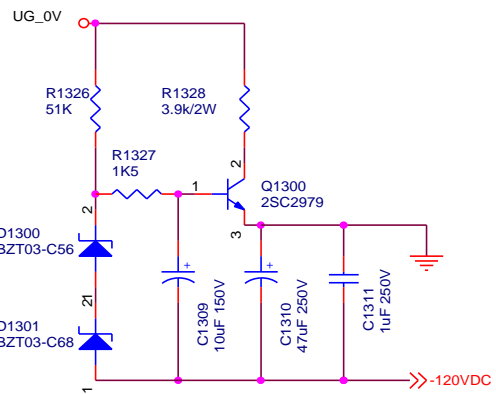 UG_0V
R1326
51K
R1328
3.9k/2W
R1327
1K5
2
1
Q1300
2SC2979
3
2
D1300
BZT03-C56
21
D1301
BZT03-C68
1
C1309
10uF 150V
C1310
47uF 250V
C1311
1uF 250V
+
+
-120VDC